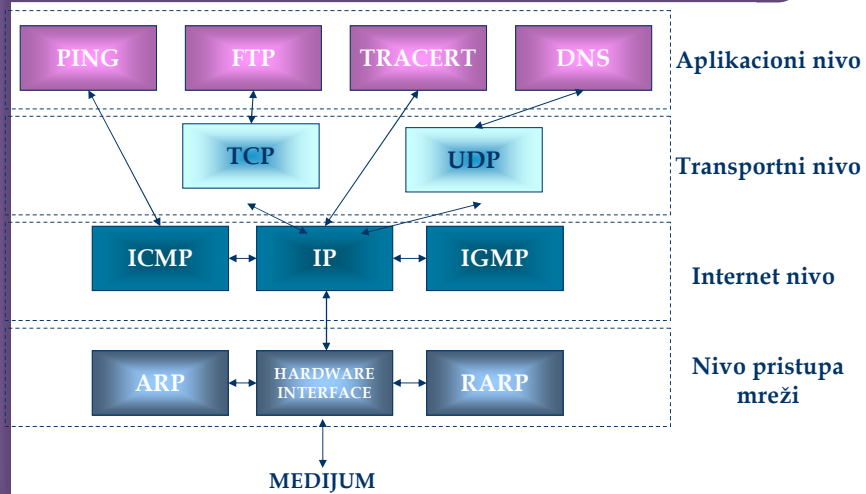 PING
FTP
TRACERT
DNS
Aplikacioni nivo
TCP
UDP
Transportni nivo
ICMP
IP
IGMP
Internet nivo
ARP
HARDWARE
INTERFACE
RARP
Nivo pristupa
mreži
MEDIJUM